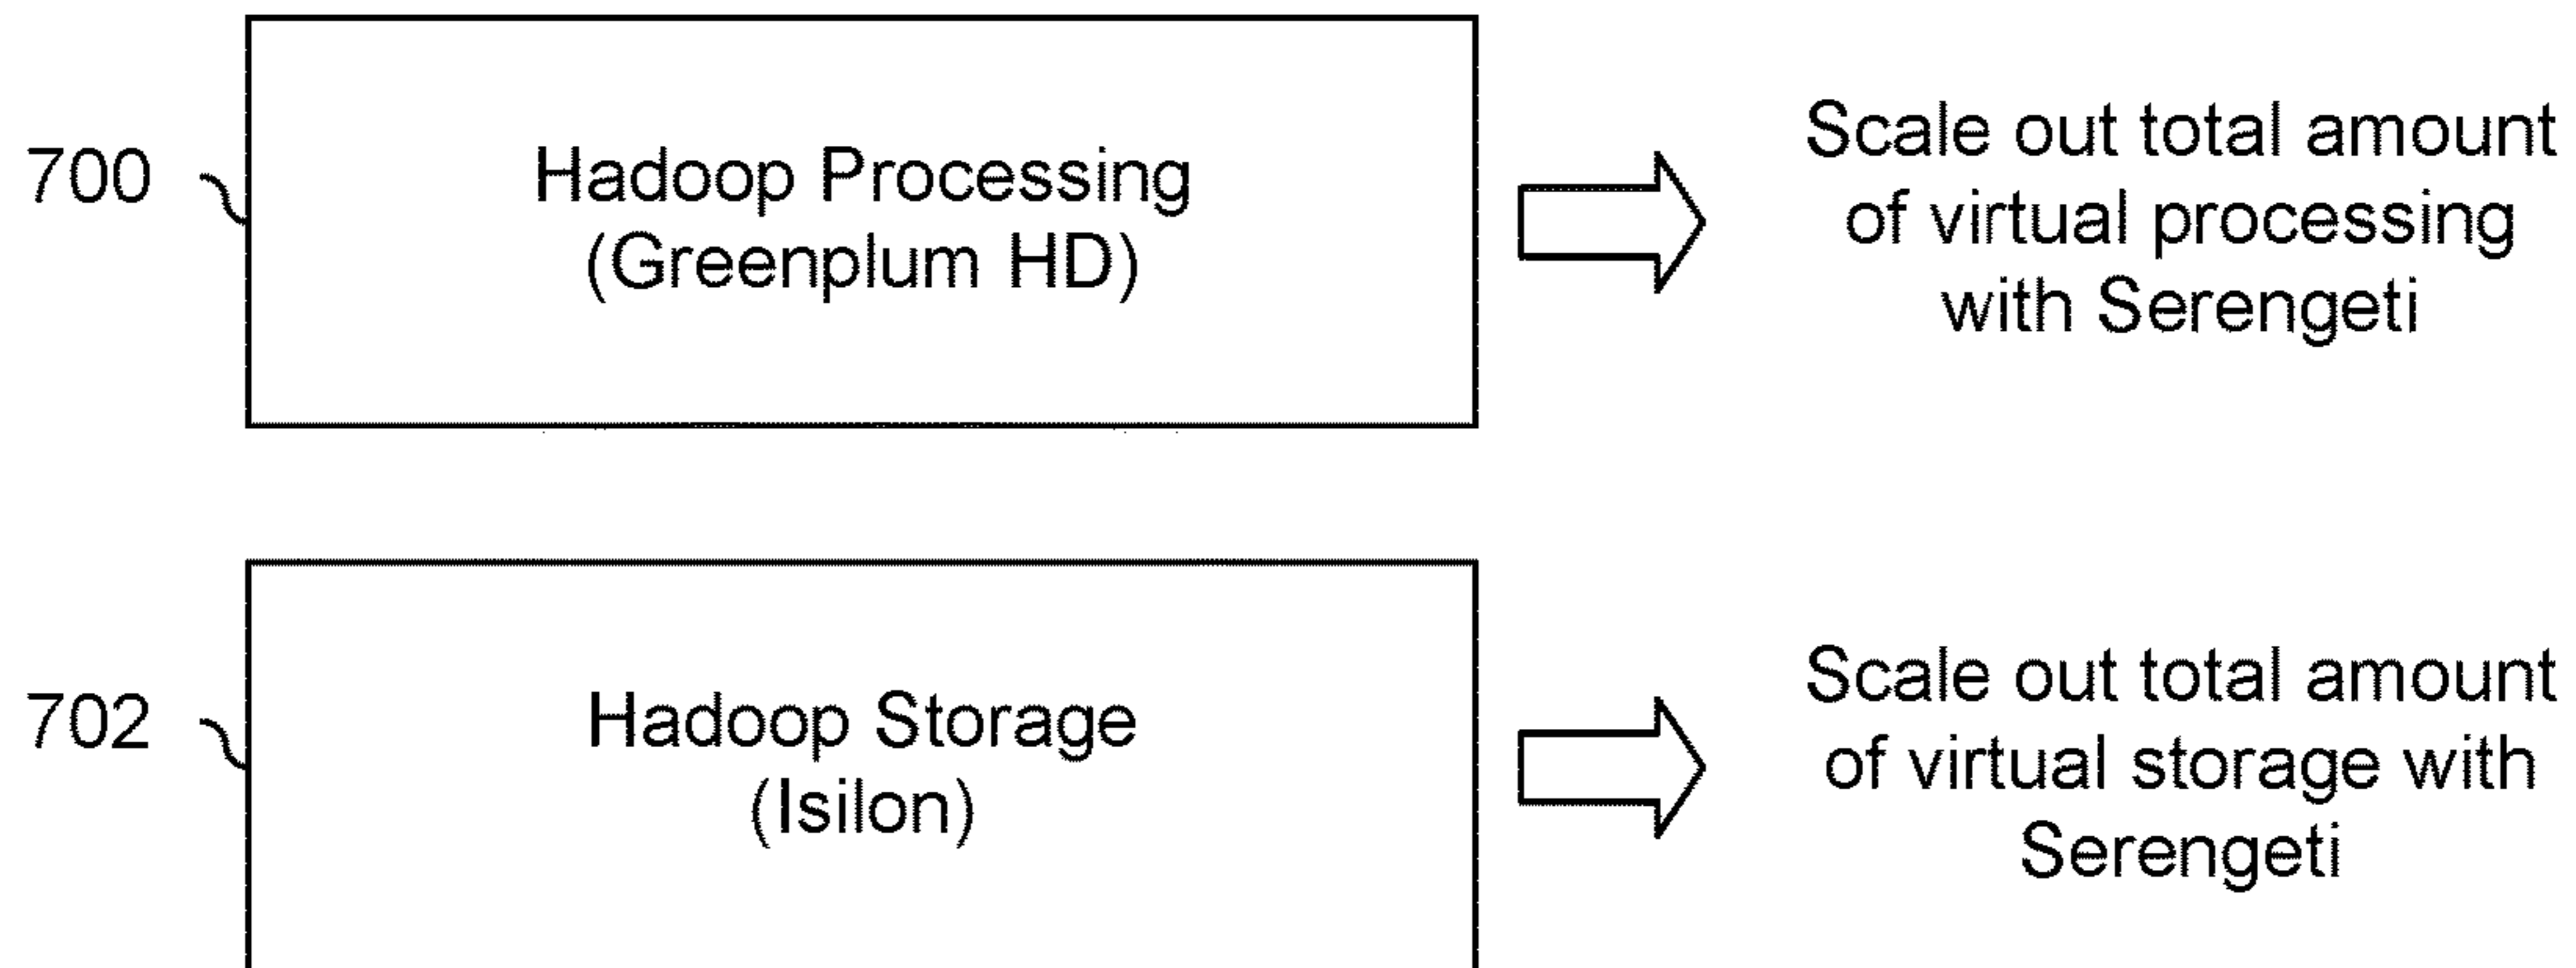 700
Hadoop Processing
(Greenplum HD)
Scale out total amount
of virtual processing
with Serengeti
702
Hadoop Storage
(Isilon)
Scale out total amount
of virtual storage with
Serengeti